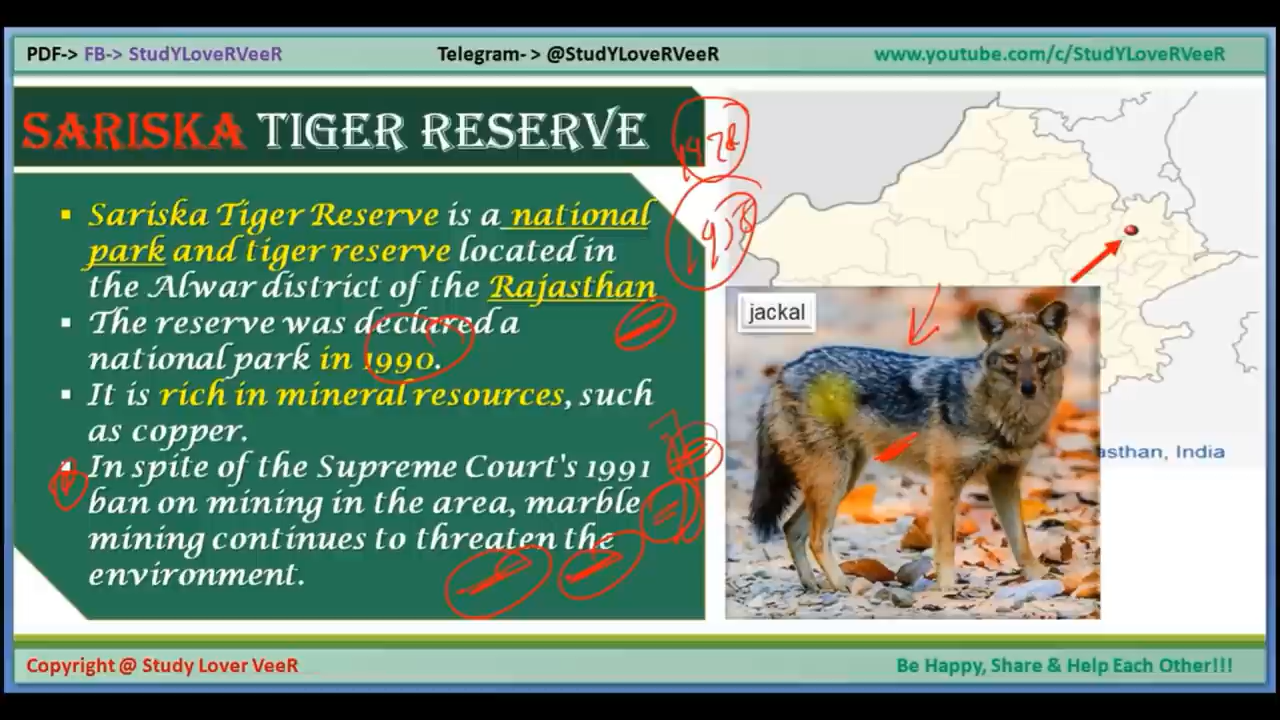 PDF-> FB-> StudYLoveRVeeR
Telegram- > @StudYLoveRVeeR
www.youtube.com/c/StudYLoveRVeeR
SARISKA TIGER RESERVE
1978
▪ Sariska Tiger Reserve is a national
park and tiger reserve located in
the Alwar district of the Rajasthan
▪ The reserve was declared a
national park in 1990.
▪ It is rich in mineral resources, such
as copper.
▪ In spite of the Supreme Court's 1991
ban on mining in the area, marble
mining continues to threaten the
environment.
jackal
asthan, India
Copyright @ Study Lover VeeR
Be Happy, Share & Help Each Other!!!